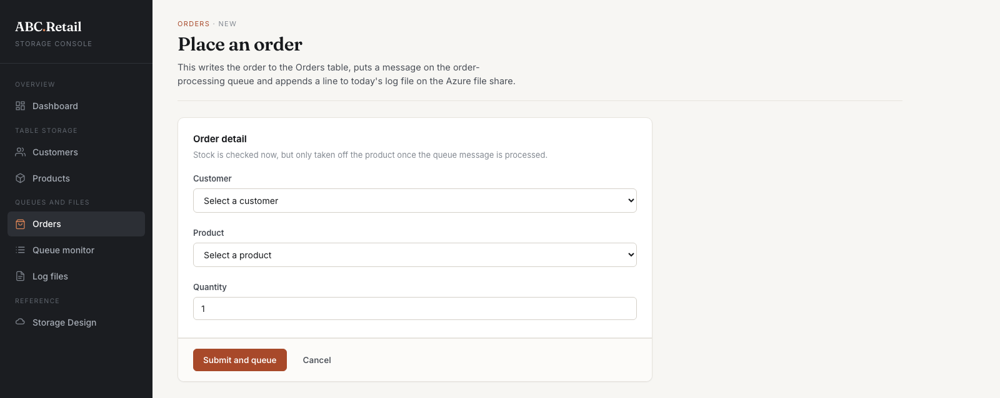 ABC.Retail
STORAGE CONSOLE
OVERVIEW
Dashboard
TABLE STORAGE
Customers
Products
QUEUES AND FILES
Orders
Queue monitor
Log files
REFERENCE
Storage Design
ORDERS · NEW
Place an order
This writes the order to the Orders table, puts a message on the order-
processing queue and appends a line to today's log file on the Azure file share.
Order detail
Stock is checked now, but only taken off the product once the queue message is processed.
Customer
Select a customer
Product
Select a product
Quantity
1
Submit and queue
Cancel